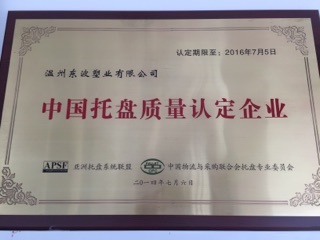 认定期限至：2016年7月5日
温州东波塑业有限公司
中国托盘质量认定企业
APSF 亚洲托盘系统联盟 中国物流与采购联合会托盘专业委员会
二〇一四年七月六日